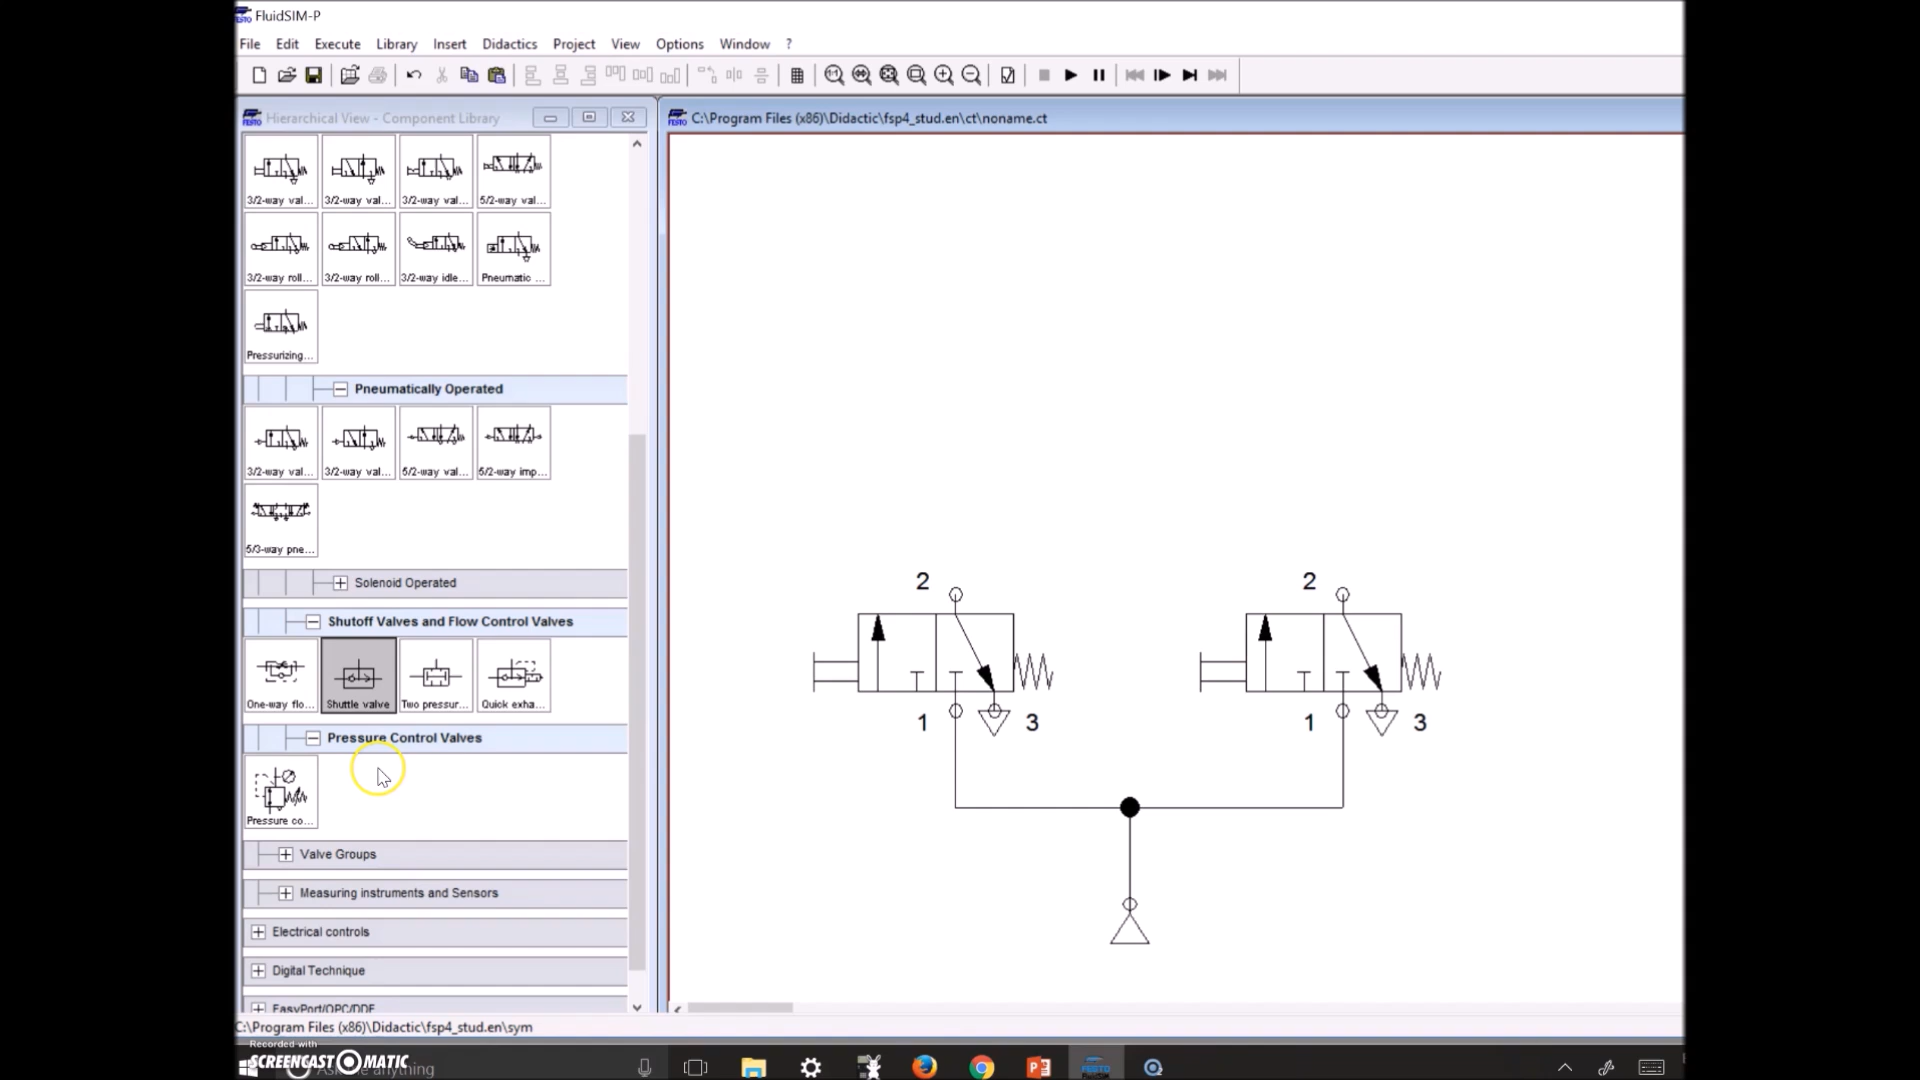 FluidSIM-P
File Edit Execute Library Insert Didactics Project View Options Window ?
Hierarchical View - Component Library
C:\Program Files (x86)\Didactic\fsp4_stud.en\ct\noname.ct
3/2-way val... 3/2-way val... 3/2-way val... 5/2-way val...
3/2-way roll... 3/2-way roll... 3/2-way idle... Pneumatic ...
Pressurizing...
Pneumatically Operated
3/2-way val... 3/2-way val... 5/2-way val... 5/2-way imp...
5/3-way pne...
Solenoid Operated
Shutoff Valves and Flow Control Valves
One-way flo... Shuttle valve Two pressur... Quick exha...
Pressure Control Valves
Pressure co...
Valve Groups
Measuring instruments and Sensors
Electrical controls
Digital Technique
EasyPort/OPC/DDE
2 2
1 3 1 3
C:\Program Files (x86)\Didactic\fsp4_stud.en\sym
Recorded with
SCREENCAST-O-MATIC
anything
FESTO